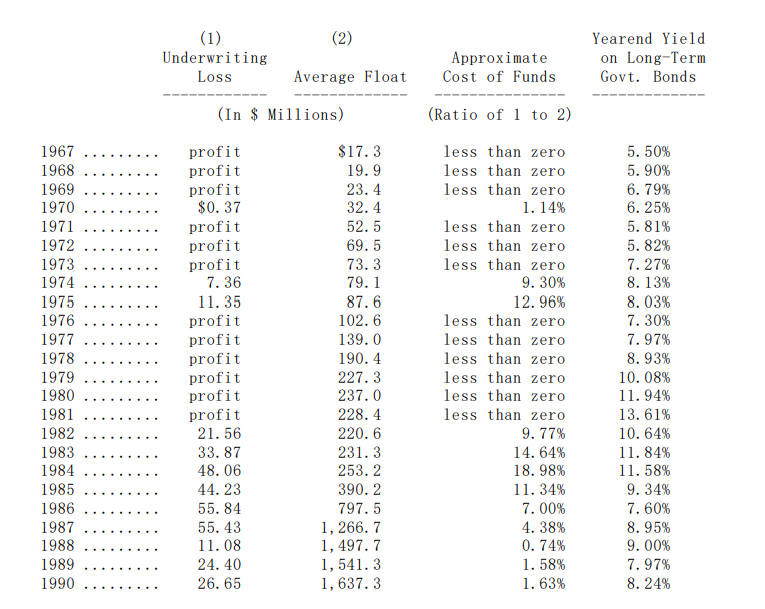 (1) (2) Yearend Yield
Underwriting Approximate on Long-Term
Loss Average Float Cost of Funds Govt. Bonds
------------ ------------- --------------- -------------
(In $ Millions) (Ratio of 1 to 2)
1967 ......... profit $17.3 less than zero 5.50%
1968 ......... profit 19.9 less than zero 5.90%
1969 ......... profit 23.4 less than zero 6.79%
1970 ......... $0.37 32.4 1.14% 6.25%
1971 ......... profit 52.5 less than zero 5.81%
1972 ......... profit 69.5 less than zero 5.82%
1973 ......... profit 73.3 less than zero 7.27%
1974 ......... 7.36 79.1 9.30% 8.13%
1975 ......... 11.35 87.6 12.96% 8.03%
1976 ......... profit 102.6 less than zero 7.30%
1977 ......... profit 139.0 less than zero 7.97%
1978 ......... profit 190.4 less than zero 8.93%
1979 ......... profit 227.3 less than zero 10.08%
1980 ......... profit 237.0 less than zero 11.94%
1981 ......... profit 228.4 less than zero 13.61%
1982 ......... 21.56 220.6 9.77% 10.64%
1983 ......... 33.87 231.3 14.64% 11.84%
1984 ......... 48.06 253.2 18.98% 11.58%
1985 ......... 44.23 390.2 11.34% 9.34%
1986 ......... 55.84 797.5 7.00% 7.60%
1987 ......... 55.43 1,266.7 4.38% 8.95%
1988 ......... 11.08 1,497.7 0.74% 9.00%
1989 ......... 24.40 1,541.3 1.58% 7.97%
1990 ......... 26.65 1,637.3 1.63% 8.24%